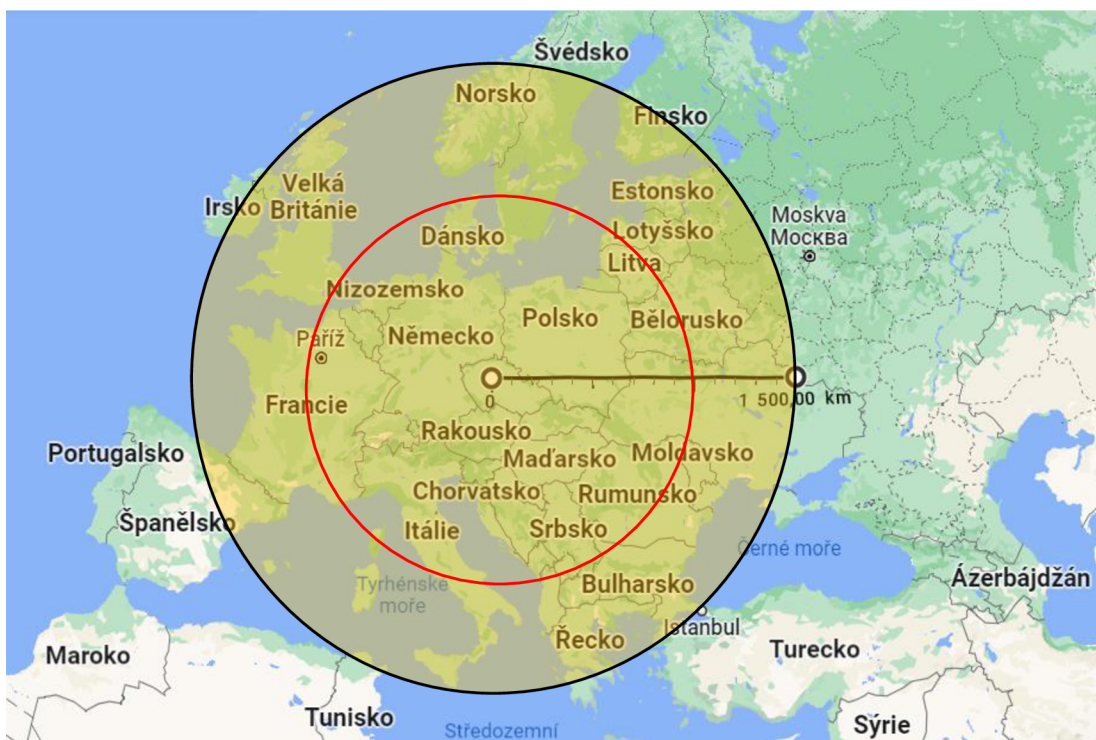 Švédsko
Norsko
Finsko
Velká
Británie
Irsko
Estonsko
Moskva
Москва
Lotyšsko
Dánsko
Litva
Nizozemsko
Polsko
Bělorusko
Německo
Paříž
0
1 500,00 km
Francie
Rakousko
Maďarsko
Moldavsko
Portugalsko
Chorvatsko
Rumunsko
Španělsko
Itálie
Srbsko
Černé moře
Tyrhénské
moře
Bulharsko
Ázerbájdžán
Istanbul
Řecko
Turecko
Maroko
Tunisko
Středozemní
Sýrie